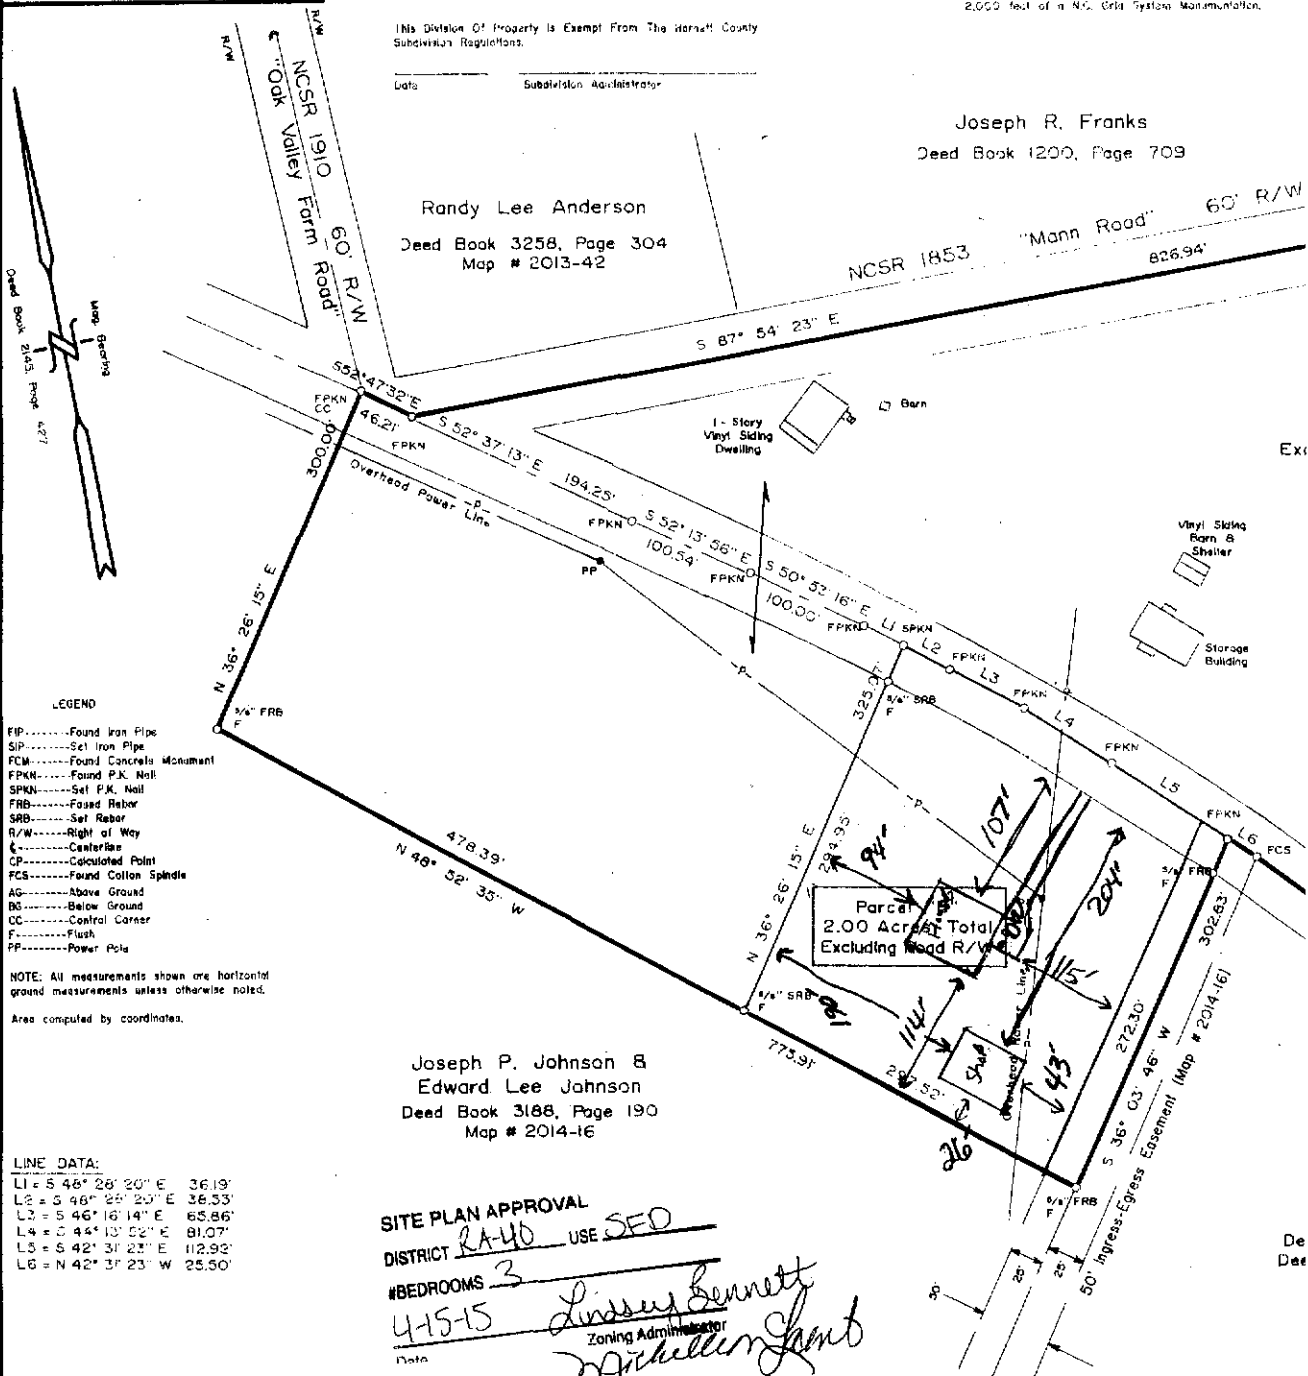 2,000 feet of a N.C. Grid System Monumentation.
This Division Of Property Is Exempt From The Harnett County
Subdivision Regulations.
Date
Subdivision Administrator
R/W
R/W
NCSR 1910 60' R/W
"Oak Valley Farm Road"
Joseph R. Franks
Deed Book 1200, Page 709
Randy Lee Anderson
Deed Book 3258, Page 304
Map # 2013-42
NCSR 1853 "Mann Road" 60' R/W
826.94'
S 87° 54' 23" E
Mag. Bearing
Deed Book 2145, Page 427
S52°47'32"E
FPKN
CC
46.21'
FPKN
300.00'
N 36° 26' 15" E
Overhead Power Line
-P-
S 52° 37' 13" E
194.25'
FPKN
S 52° 13' 56" E
100.54'
FPKN
PP
1 - Story
Vinyl Siding
Dwelling
Barn
Exc
Vinyl Siding
Barn &
Shelter
Storage
Building
100.00'
FPKN
L1
SPKN
L2
FPKN
L3
FPKN
L4
FPKN
L5
FPKN
L6
FCS
325.07'
5/8" SRB
F
-P-
-P-
5/8" FRB
F
LEGEND
FIP--------Found Iron Pipe
SIP--------Set Iron Pipe
FCM-------Found Concrete Monument
FPKN------Found P.K. Nail
SPKN------Set P.K. Nail
FRB-------Found Rebar
SRB-------Set Rebar
R/W------Right of Way
℄---------Centerline
CP--------Calculated Point
FCS-------Found Cotton Spindle
AG--------Above Ground
BG--------Below Ground
CC--------Control Corner
F---------Flush
PP--------Power Pole
NOTE: All measurements shown are horizontal
ground measurements unless otherwise noted.
Area computed by coordinates.
478.39'
N 48° 52' 35" W
N 36° 26' 15" E
294.95'
94'
107'
204'
Parcel
2.00 Acres Total
Excluding Road R/W
115'
5/8" FRB
F
302.83'
5/8" SRB
F
114'
Shop
43'
26'
Overhead Power Line
272.30'
S 36° 03' 46" W
50' Ingress-Egress Easement (Map # 2014-16)
773.91'
297.52'
5/8" FRB
F
Joseph P. Johnson &
Edward Lee Johnson
Deed Book 3188, Page 190
Map # 2014-16
50'
25'
25'
De
Dee
LINE DATA:
L1 = S 48° 28' 20" E 36.19'
L2 = S 48° 28' 20" E 38.53'
L3 = S 46° 16' 14" E 65.86'
L4 = S 44° 13' 52" E 81.07'
L5 = S 42° 31' 23" E 112.92'
L6 = N 42° 31' 23" W 25.50'
SITE PLAN APPROVAL
DISTRICT RA-40 USE SFD
#BEDROOMS 3
4-15-15 Lindsey Bennett
Zoning Administrator
Date